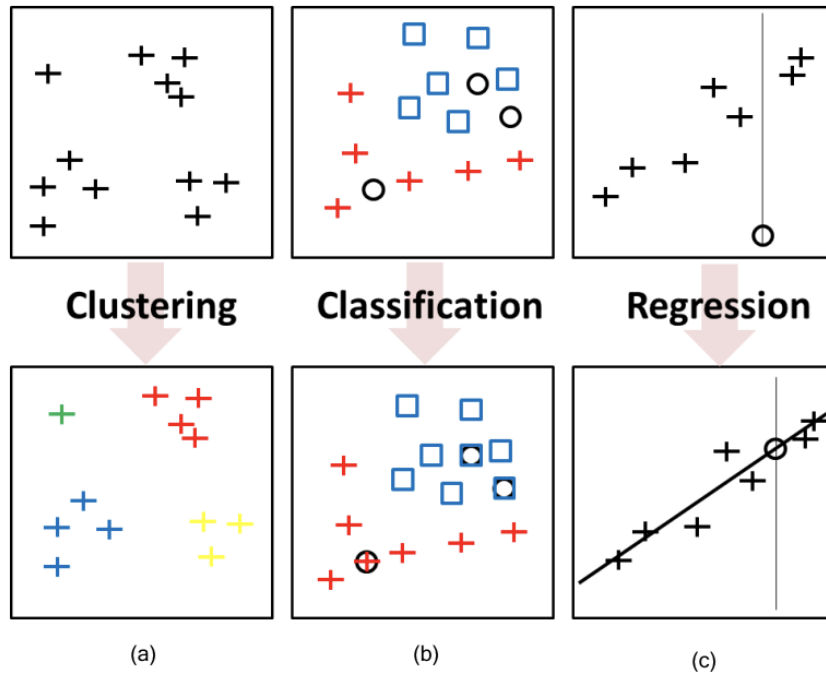 Clustering
Classification
Regression
(a)
(b)
(c)